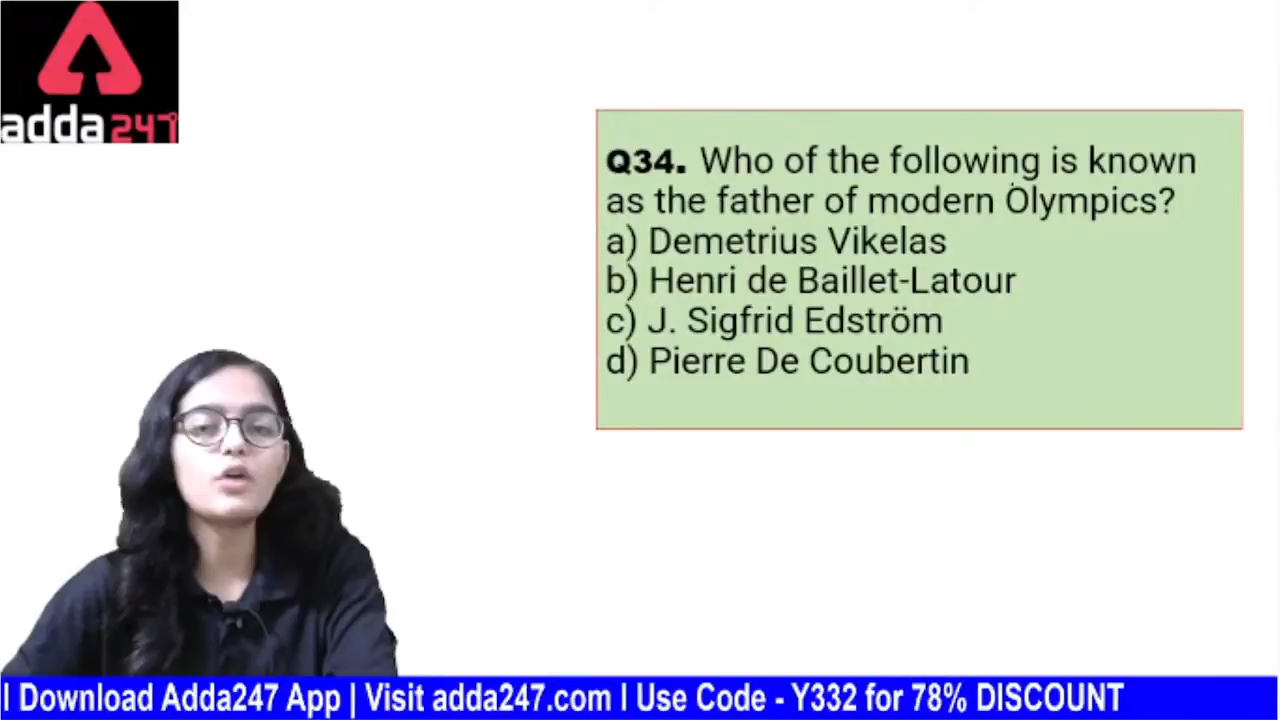 adda247
Q34. Who of the following is known
as the father of modern Olympics?
a) Demetrius Vikelas
b) Henri de Baillet-Latour
c) J. Sigfrid Edström
d) Pierre De Coubertin
l Download Adda247 App | Visit adda247.com l Use Code - Y332 for 78% DISCOUNT